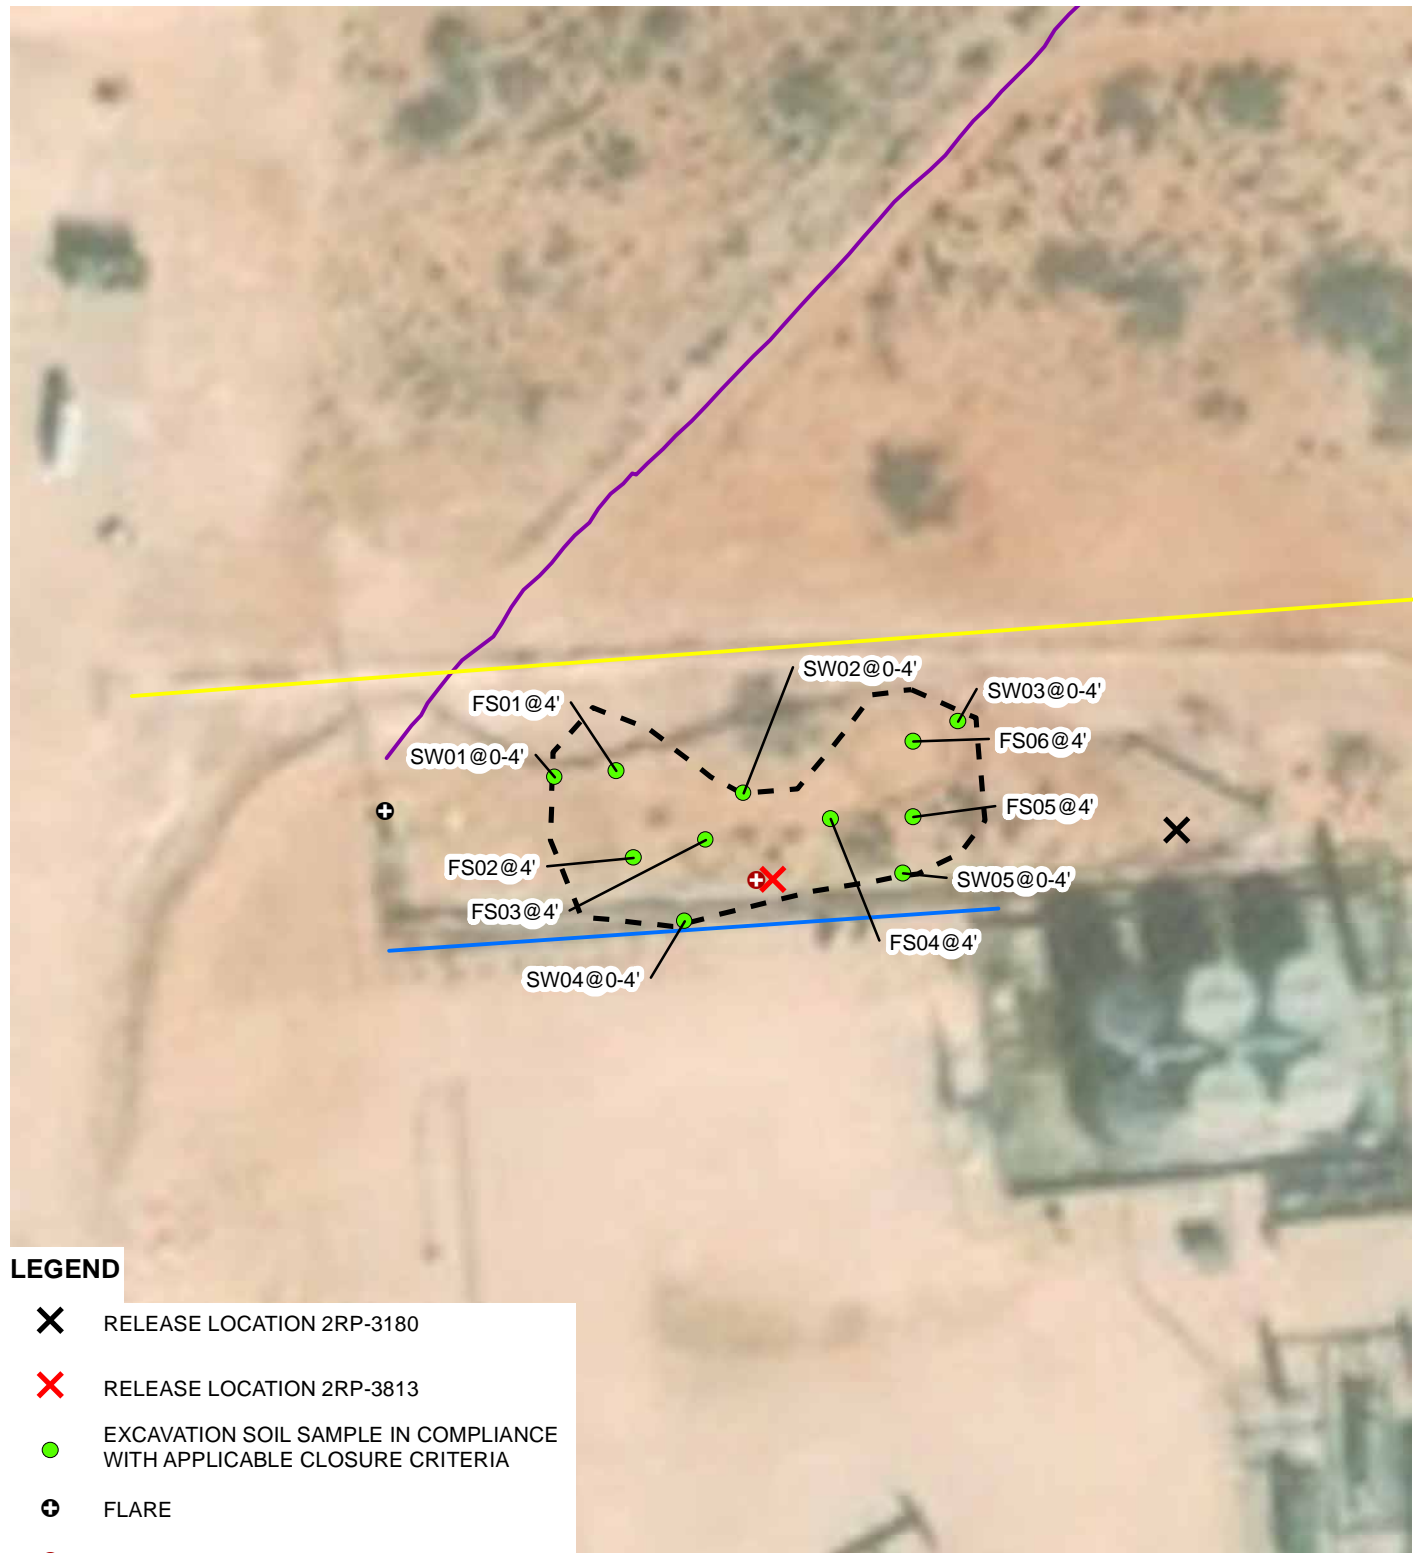 SW02@0-4'
SW03@0-4'
FS01@4'
FS06@4'
SW01@0-4'
FS05@4'
FS02@4'
SW05@0-4'
FS03@4'
FS04@4'
SW04@0-4'
LEGEND
RELEASE LOCATION 2RP-3180
RELEASE LOCATION 2RP-3813
EXCAVATION SOIL SAMPLE IN COMPLIANCE
WITH APPLICABLE CLOSURE CRITERIA
FLARE